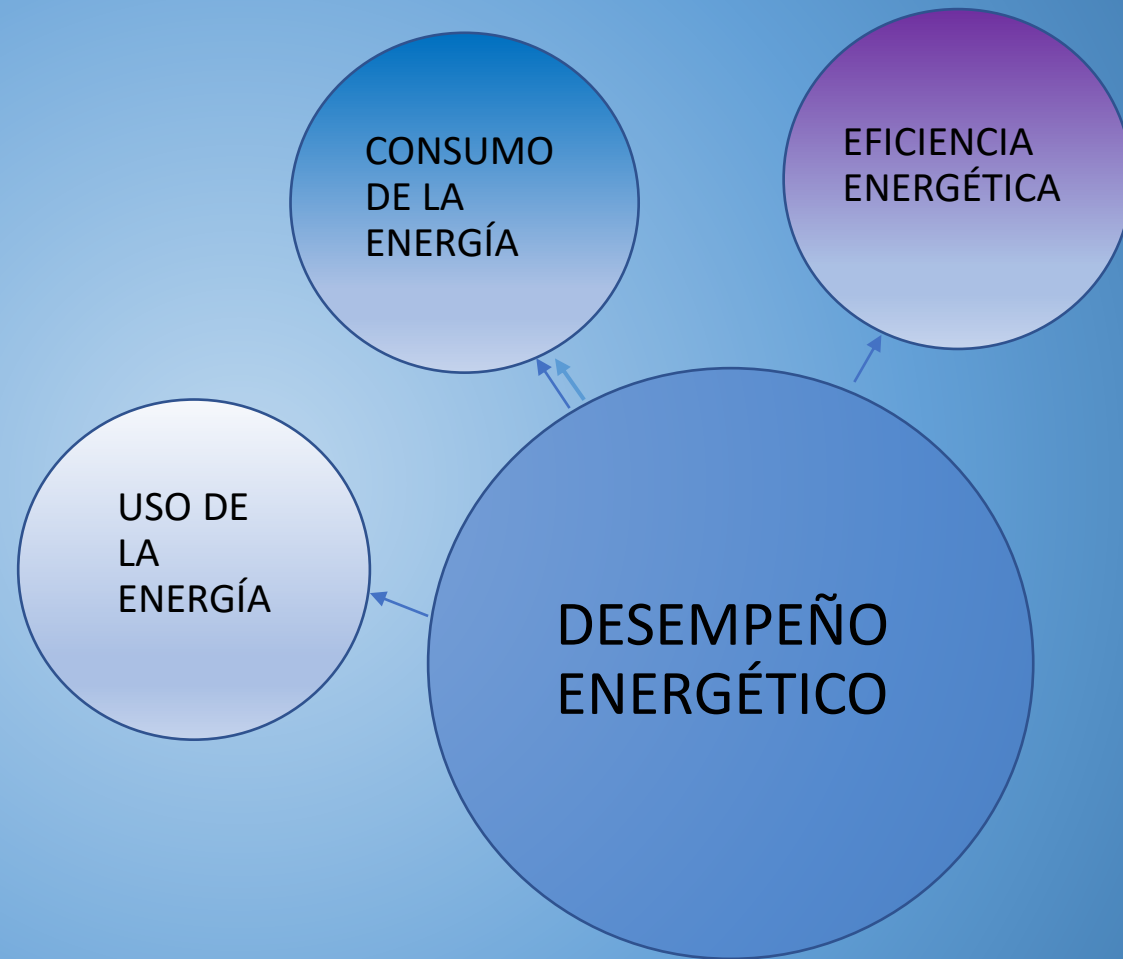 CONSUMO
DE LA
ENERGÍA
EFICIENCIA
ENERGÉTICA
USO DE
LA
ENERGÍA
DESEMPEÑO
ENERGÉTICO